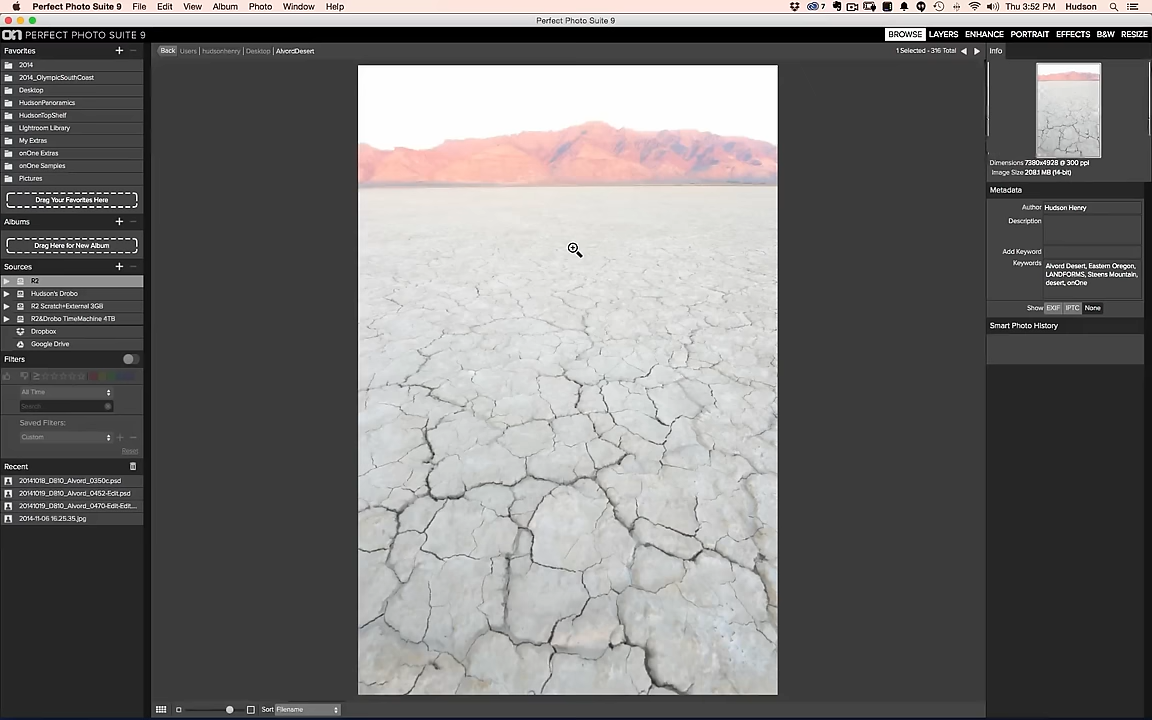 Perfect Photo Suite 9 File Edit View Album Photo Window Help 7 Thu 3:52 PM Hudson
Perfect Photo Suite 9
on PERFECT PHOTO SUITE 9 BROWSE LAYERS ENHANCE PORTRAIT EFFECTS B&W RESIZE
Favorites
Back Users hudsonhenry Desktop AlvordDesert 1 Selected - 316 Total Info
2014
2014_OlympicSouthCoast
Desktop
HudsonPanoramics
HudsonTopShelf
Lightroom Library
My Extras
onOne Extras
onOne Samples
Pictures
Drag Your Favorites Here
Albums
Drag Here for New Album
Sources
R2
Hudson's Drobo
R2 Scratch+External 3GB
R2&Drobo TimeMachine 4TB
Dropbox
Google Drive
Filters
All Time
Search
Saved Filters:
Custom
Reset
Recent
20141018_D810_Alvord_0350c.psd
20141019_D810_Alvord_0452-Edit.psd
20141019_D810_Alvord_0470-Edit-Edit...
2014-11-06 16.25.35.jpg
Dimensions 7380x4928 @ 300 ppi
Image Size 208.1 MB (14-bit)
Metadata
Author Hudson Henry
Description
Add Keyword
Keywords Alvord Desert, Eastern Oregon,
LANDFORMS, Steens Mountain,
desert, onOne
Show EXIF IPTC None
Smart Photo History
Sort Filename